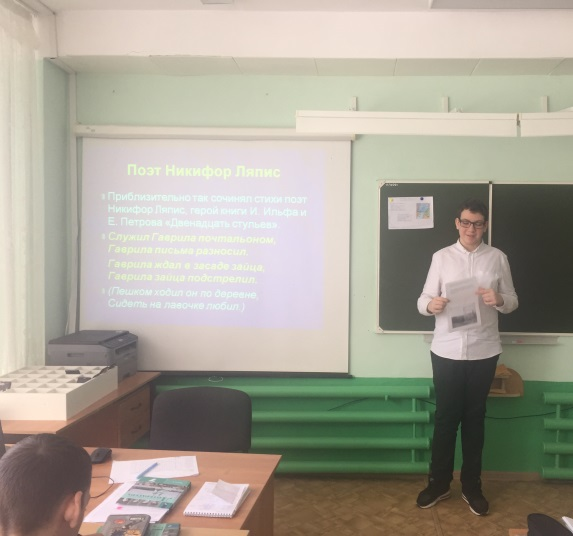 Поэт Никифор Ляпис
Приблизительно так сочинял стихи поэт
Никифор Ляпис, герой книги И. Ильфа и
Е. Петрова «Двенадцать стульев»
Служил Гаврила почтальоном,
Гаврила письма разносил.
Гаврила ждал в засаде зайца,
Гаврила зайца подстрелил.
(Пешком ходил он по деревне,
Сидеть на лавочке любил.)